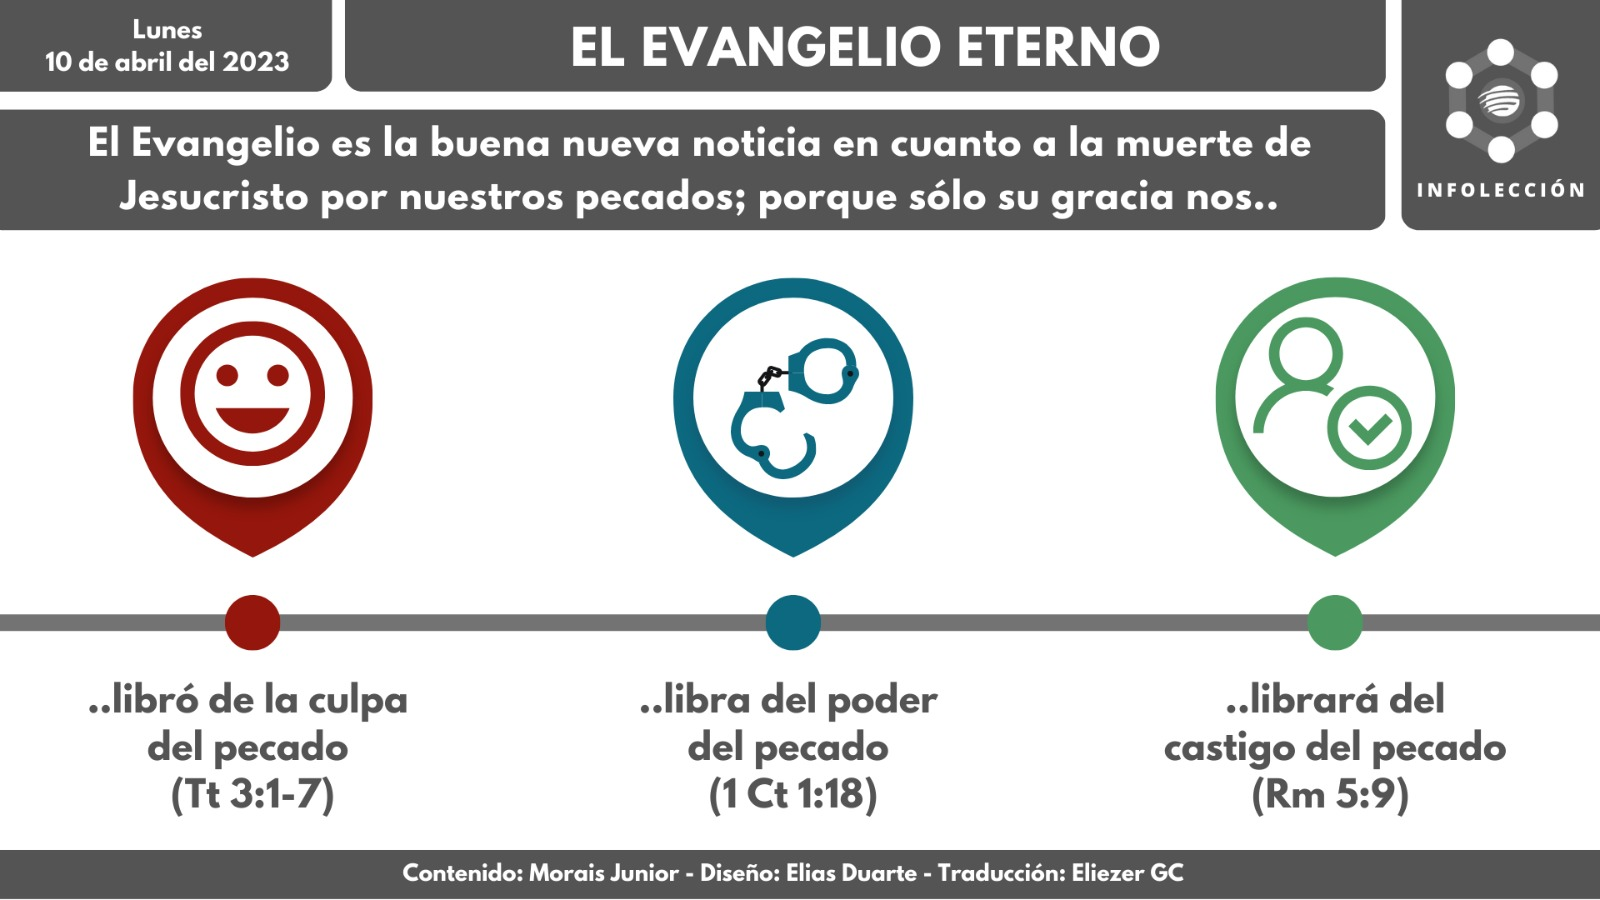 Lunes
10 de abril del 2023
EL EVANGELIO ETERNO
El Evangelio es la buena nueva noticia en cuanto a la muerte de
Jesucristo por nuestros pecados; porque sólo su gracia nos..
INFOLECCIÓN
..libró de la culpa
del pecado
(Tt 3:1-7)
..libra del poder
del pecado
(1 Ct 1:18)
..librará del
castigo del pecado
(Rm 5:9)
Contenido: Morais Junior - Diseño: Elias Duarte - Traducción: Eliezer GC